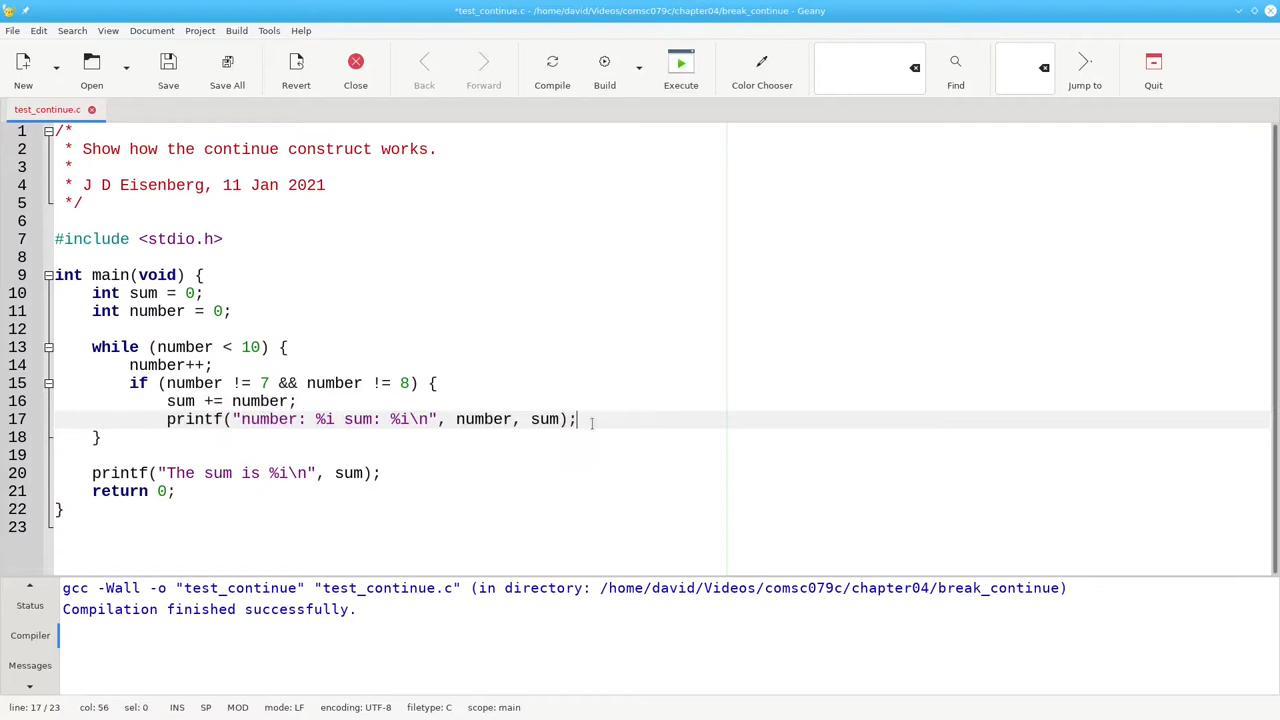 *test_continue.c - /home/david/Videos/comsc079c/chapter04/break_continue - Geany
File Edit Search View Document Project Build Tools Help
New Open Save Save All Revert Close Back Forward Compile Build Execute Color Chooser Find Jump to Quit
test_continue.c
1 /*
2  * Show how the continue construct works.
3  *
4  * J D Eisenberg, 11 Jan 2021
5  */
6
7 #include <stdio.h>
8
9 int main(void) {
10     int sum = 0;
11     int number = 0;
12
13     while (number < 10) {
14         number++;
15         if (number != 7 && number != 8) {
16             sum += number;
17             printf("number: %i sum: %i\n", number, sum);
18     }
19
20     printf("The sum is %i\n", sum);
21     return 0;
22 }
23
Status
Compiler
Messages
gcc -Wall -o "test_continue" "test_continue.c" (in directory: /home/david/Videos/comsc079c/chapter04/break_continue)
Compilation finished successfully.
line: 17 / 23 col: 56 sel: 0 INS SP MOD mode: LF encoding: UTF-8 filetype: C scope: main